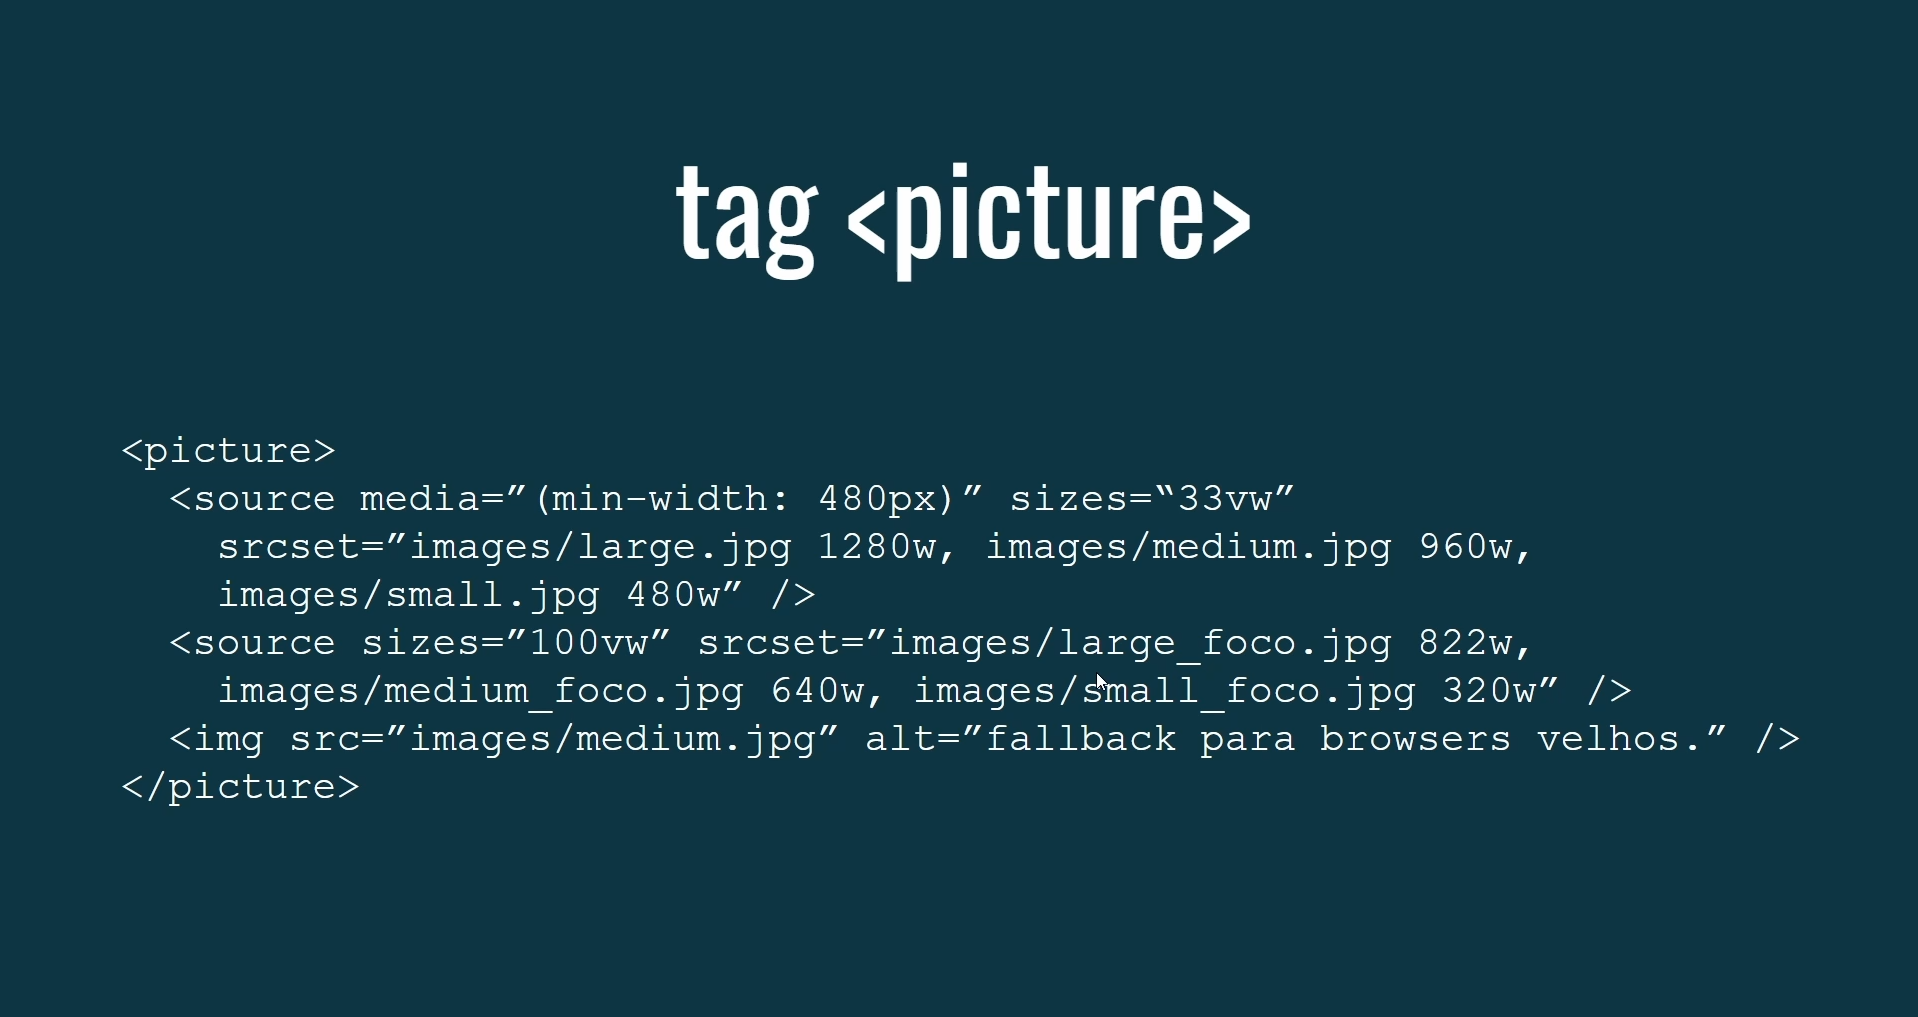 tag <picture>
<picture>
<source media=”(min-width: 480px)” sizes=“33vw”
srcset=”images/large.jpg 1280w, images/medium.jpg 960w,
images/small.jpg 480w” />
<source sizes=”100vw” srcset=”images/large_foco.jpg 822w,
images/medium_foco.jpg 640w, images/small_foco.jpg 320w” />
<img src=”images/medium.jpg” alt=”fallback para browsers velhos.” />
</picture>